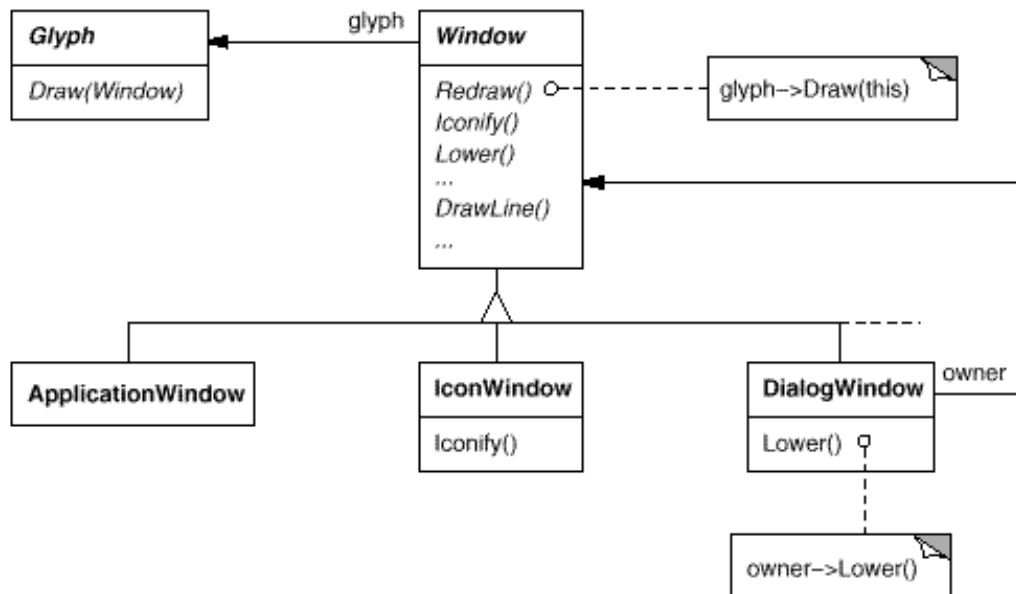 glyph
Glyph
Draw(Window)
Window
Redraw()
Iconify()
Lower()
...
DrawLine()
...
glyph->Draw(this)
ApplicationWindow
IconWindow
Iconify()
DialogWindow
Lower()
owner
owner->Lower()